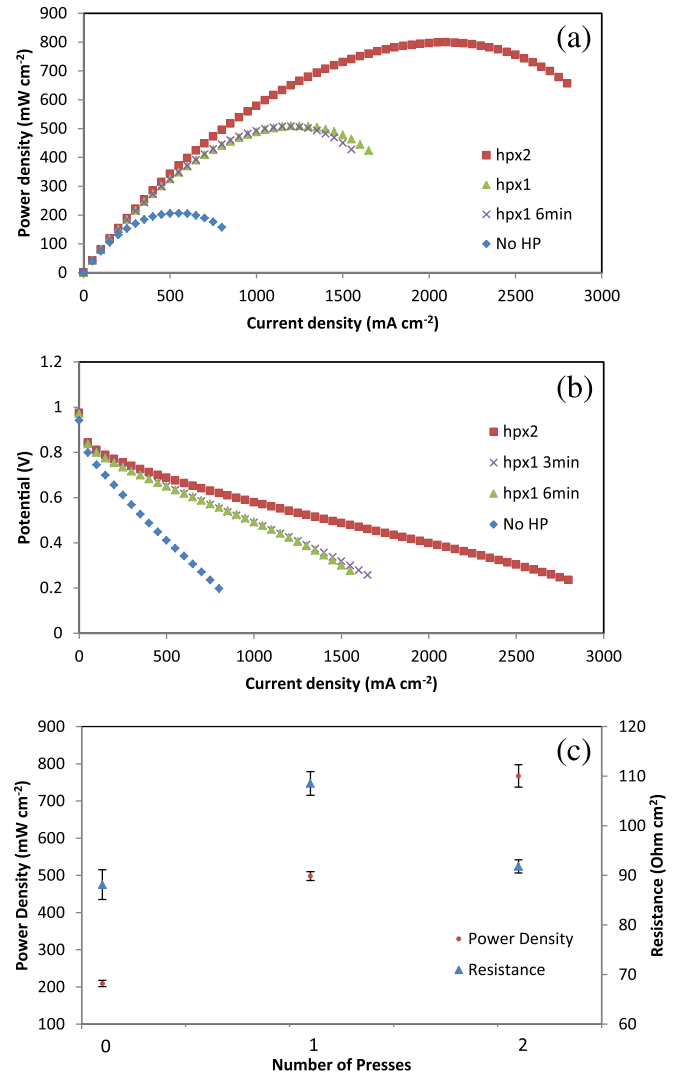 (a)
Power density (mW cm-2)
900
800
700
600
500
400
300
200
100
0
hpx2
hpx1
hpx1 6min
No HP
0 500 1000 1500 2000 2500 3000
Current density (mA cm-2)
(b)
Potential (V)
1.2
1
0.8
0.6
0.4
0.2
0
hpx2
hpx1 3min
hpx1 6min
No HP
0 500 1000 1500 2000 2500 3000
Current density (mA cm-2)
(c)
Power Density (mW cm-2)
900
800
700
600
500
400
300
200
100
Power Density
Resistance
120
110
100
90
80
70
60
Resistance (Ohm cm2)
0 1 2
Number of Presses